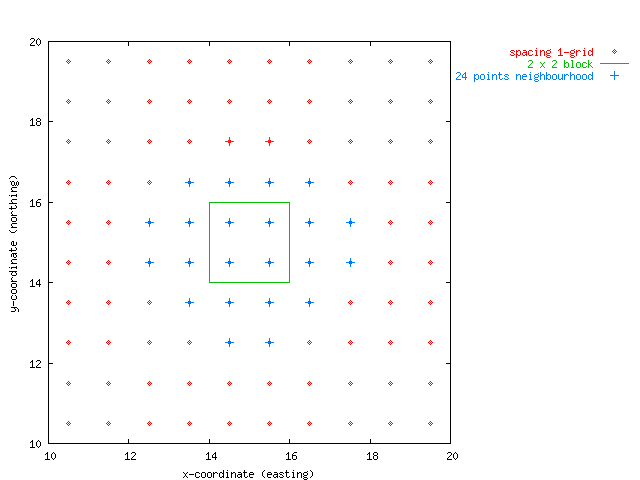 spacing 1-grid
2 x 2 block
24 points neighbourhood
20
18
16
14
12
10
y-coordinate (northing)
10 12 14 16 18 20
x-coordinate (easting)